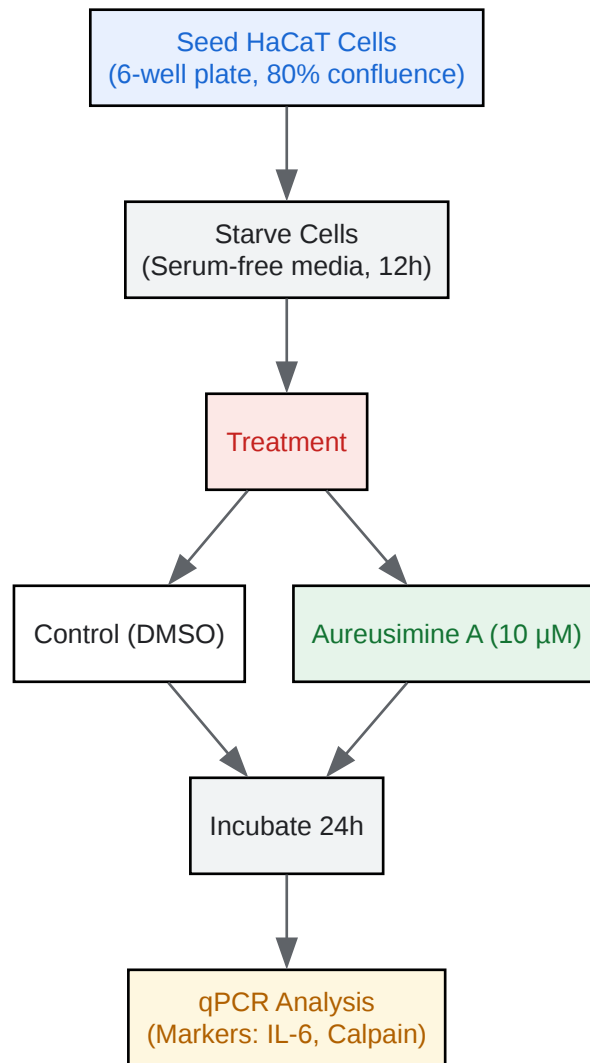 Seed HaCaT Cells
(6-well plate, 80% confluence)
Starve Cells
(Serum-free media, 12h)
Treatment
Control (DMSO)
Aureusimine A (10 µM)
Incubate 24h
qPCR Analysis
(Markers: IL-6, Calpain)